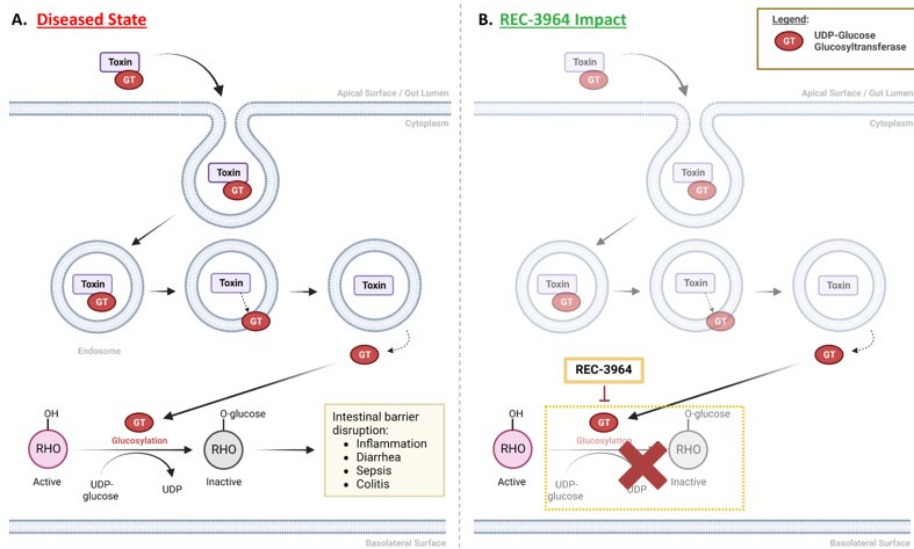 A. Diseased State
Toxin
GT
Apical Surface / Gut Lumen
Cytoplasm
Toxin
GT
Toxin
GT
Toxin
GT
Toxin
Endosome
GT
OH
RHO
Active
GT
Glucosylation
UDP-
glucose
UDP
O-glucose
RHO
Inactive
Intestinal barrier
disruption:
• Inflammation
• Diarrhea
• Sepsis
• Colitis
Basolateral Surface
B. REC-3964 Impact
Legend:
GT
UDP-Glucose
Glucosyltransferase
Toxin
GT
Apical Surface / Gut Lumen
Cytoplasm
Toxin
GT
Toxin
GT
Toxin
GT
Toxin
GT
REC-3964
OH
RHO
Active
GT
Glucosylation
UDP-
glucose
UDP
O-glucose
RHO
Inactive
Basolateral Surface